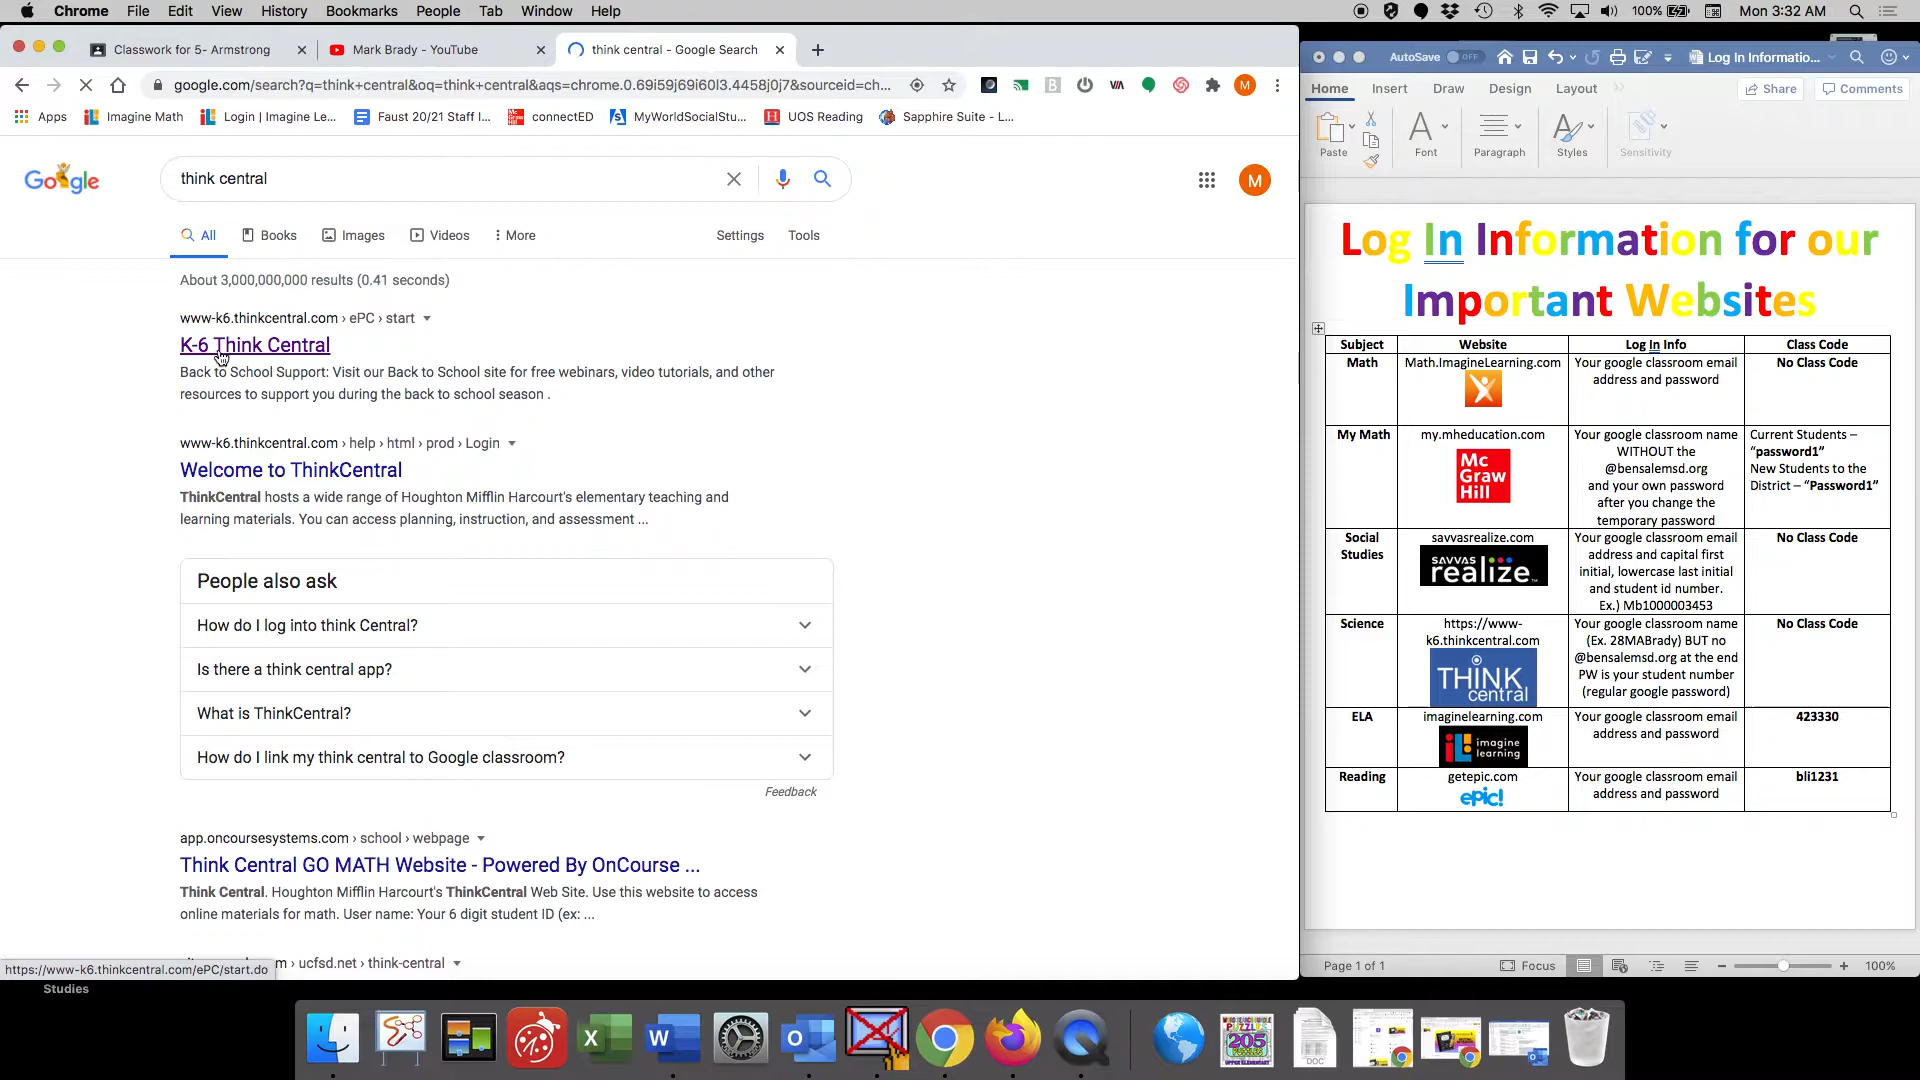 Chrome File Edit View History Bookmarks People Tab Window Help
100% Mon 3:32 AM
Classwork for 5- Armstrong
Mark Brady - YouTube
think central - Google Search
google.com/search?q=think+central&oq=think+central&aqs=chrome.0.69i59j69i60l3.4458j0j7&sourceid=ch...
VIA
M
Apps Imagine Math Login | Imagine Le... Faust 20/21 Staff I... connectED MyWorldSocialStu... UOS Reading Sapphire Suite - L...
Google
think central
M
All Books Images Videos More Settings Tools
About 3,000,000,000 results (0.41 seconds)
www-k6.thinkcentral.com › ePC › start
K-6 Think Central
Back to School Support: Visit our Back to School site for free webinars, video tutorials, and other
resources to support you during the back to school season .
www-k6.thinkcentral.com › help › html › prod › Login
Welcome to ThinkCentral
ThinkCentral hosts a wide range of Houghton Mifflin Harcourt's elementary teaching and
learning materials. You can access planning, instruction, and assessment ...
People also ask
How do I log into think Central?
Is there a think central app?
What is ThinkCentral?
How do I link my think central to Google classroom?
Feedback
app.oncoursesystems.com › school › webpage
Think Central GO MATH Website - Powered By OnCourse ...
Think Central. Houghton Mifflin Harcourt's ThinkCentral Web Site. Use this website to access
online materials for math. User name: Your 6 digit student ID (ex: ...
› ucfsd.net › think-central
https://www-k6.thinkcentral.com/ePC/start.do
Studies
AutoSave OFF
Log In Informatio...
Home Insert Draw Design Layout
Share Comments
Paste Font Paragraph Styles Sensitivity
Log In Information for our
Important Websites
Subject Website Log In Info Class Code
Math
Math.ImagineLearning.com
Your google classroom email
address and password
No Class Code
My Math
my.mheducation.com
Mc
Graw
Hill
Your google classroom name
WITHOUT the
@bensalemsd.org
and your own password
after you change the
temporary password
Current Students –
“password1”
New Students to the
District – “Password1”
Social
Studies
savvasrealize.com
SAVVAS
realize
Your google classroom email
address and capital first
initial, lowercase last initial
and student id number.
Ex.) Mb1000003453
No Class Code
Science
https://www-
k6.thinkcentral.com
THINK
central
Your google classroom name
(Ex. 28MABrady) BUT no
@bensalemsd.org at the end
PW is your student number
(regular google password)
No Class Code
ELA
imaginelearning.com
imagine
learning
Your google classroom email
address and password
423330
Reading
getepic.com
epic!
Your google classroom email
address and password
bli1231
Page 1 of 1
Focus
100%
205
DOC